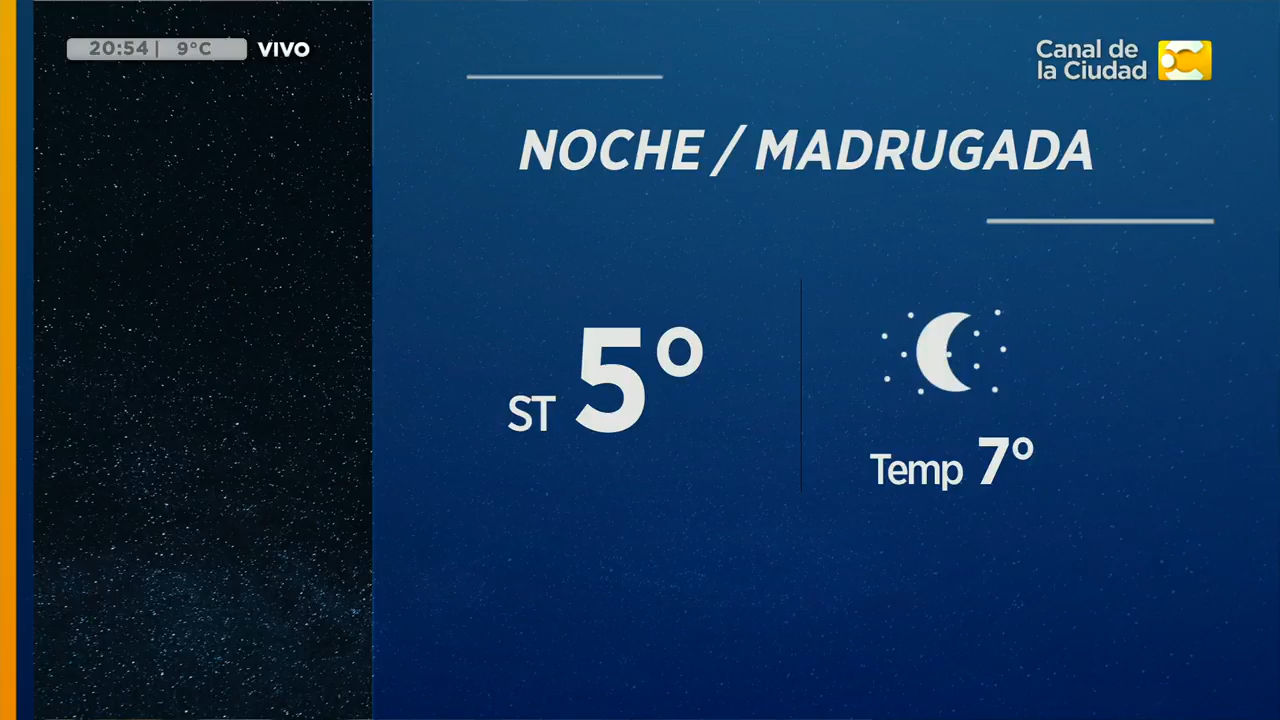 20:54 | 9°C VIVO
Canal de
la Ciudad
NOCHE / MADRUGADA
ST 5°
Temp 7°